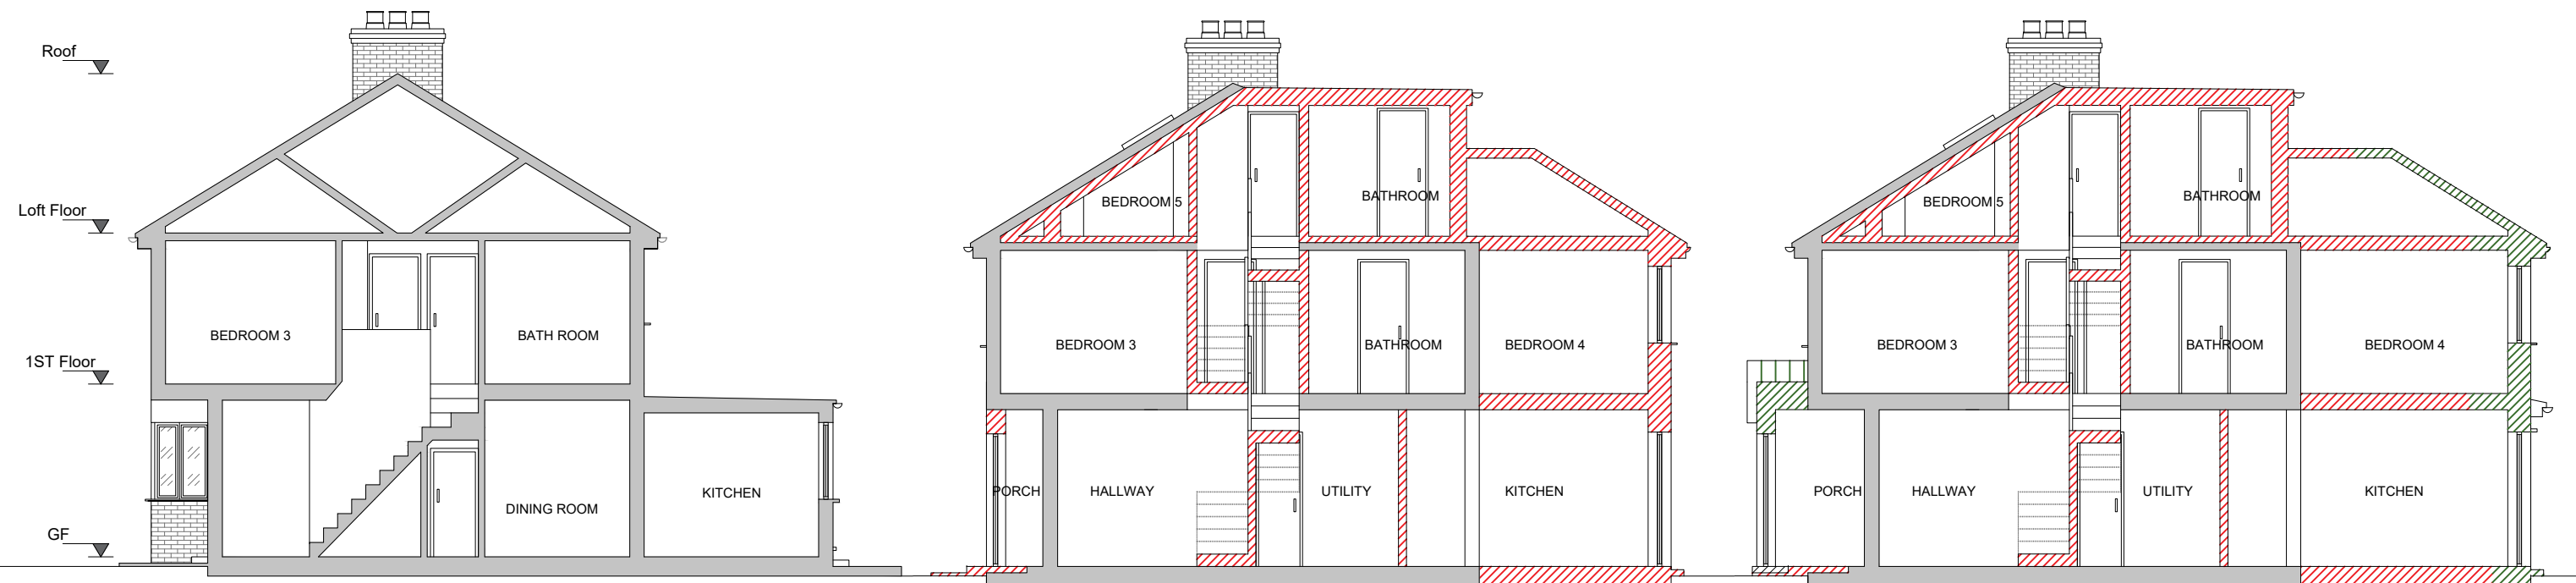 Roof
Loft Floor
1ST Floor
GF
BEDROOM 3
BATH ROOM
DINING ROOM
KITCHEN
BEDROOM 5
BATHROOM
BEDROOM 3
BATHROOM
BEDROOM 4
PORCH
HALLWAY
UTILITY
KITCHEN
BEDROOM 5
BATHROOM
BEDROOM 3
BATHROOM
BEDROOM 4
PORCH
HALLWAY
UTILITY
KITCHEN